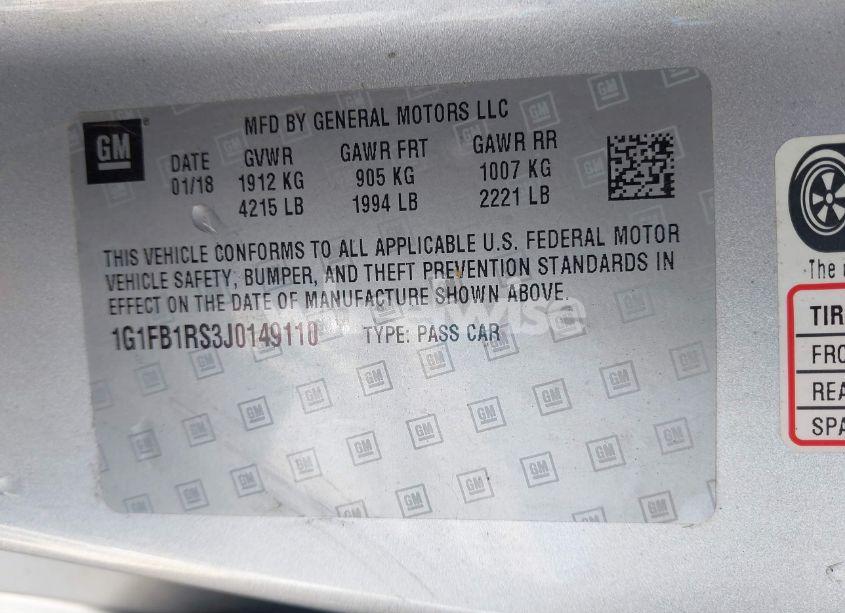 GM
MFD BY GENERAL MOTORS LLC
DATE GVWR GAWR FRT GAWR RR
01/18 1912 KG 905 KG 1007 KG
4215 LB 1994 LB 2221 LB
THIS VEHICLE CONFORMS TO ALL APPLICABLE U.S. FEDERAL MOTOR
VEHICLE SAFETY, BUMPER, AND THEFT PREVENTION STANDARDS IN
EFFECT ON THE DATE OF MANUFACTURE SHOWN ABOVE.
1G1FB1RS3J0149110 TYPE: PASS CAR
The
TIR
FRO
REA
SPA